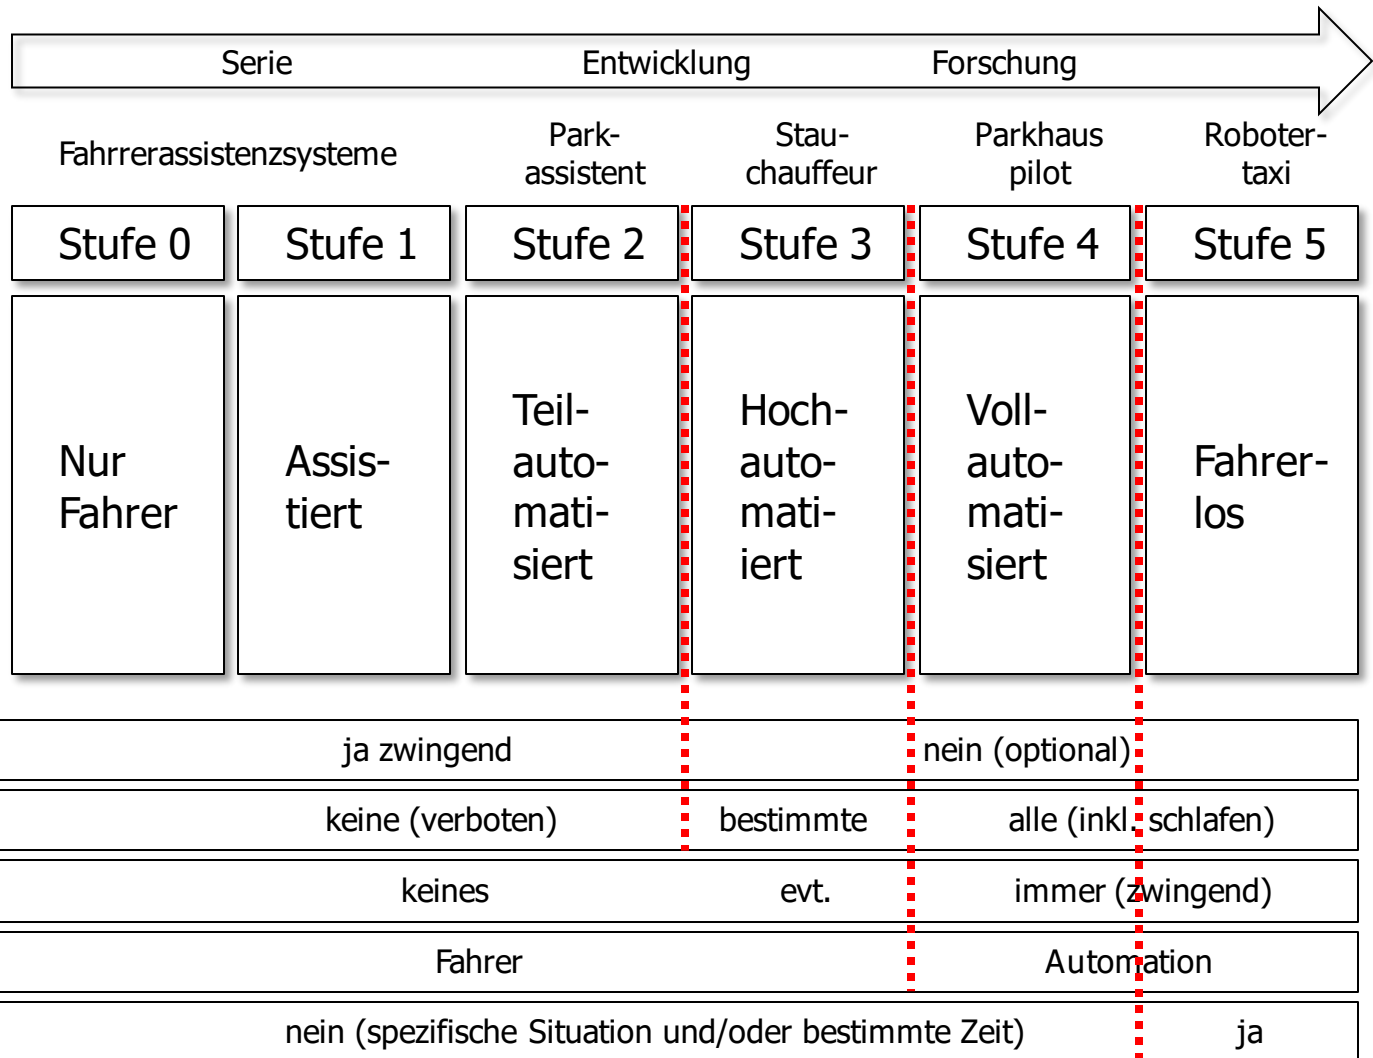 Serie Entwicklung Forschung
Fahrrerassistenzsysteme
Park-
assistent
Stau-
chauffeur
Parkhaus
pilot
Roboter-
taxi
Stufe 0 Stufe 1 Stufe 2 Stufe 3 Stufe 4 Stufe 5
Nur
Fahrer
Assis-
tiert
Teil-
auto-
mati-
siert
Hoch-
auto-
mati-
iert
Voll-
auto-
mati-
siert
Fahrer-
los
ja zwingend nein (optional)
keine (verboten) bestimmte alle (inkl. schlafen)
keines evt. immer (zwingend)
Fahrer Automation
nein (spezifische Situation und/oder bestimmte Zeit) ja